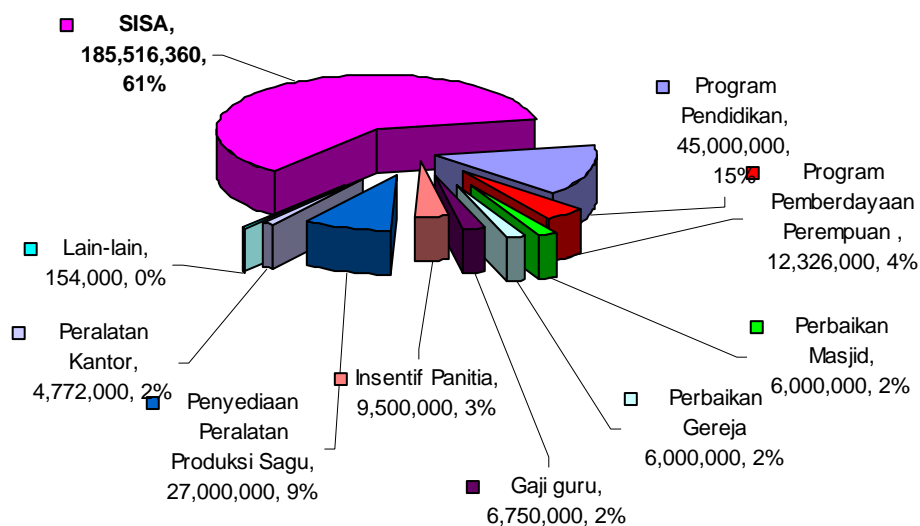 SISA,
185,516,360,
61%
Program
Pendidikan,
45,000,000,
15%
Program
Pemberdayaan
Perempuan ,
12,326,000, 4%
Perbaikan
Masjid,
6,000,000, 2%
Perbaikan
Gereja
6,000,000, 2%
Gaji guru,
6,750,000, 2%
Insentif Panitia,
9,500,000, 3%
Penyediaan
Peralatan
Produksi Sagu,
27,000,000, 9%
Peralatan
Kantor,
4,772,000, 2%
Lain-lain,
154,000, 0%